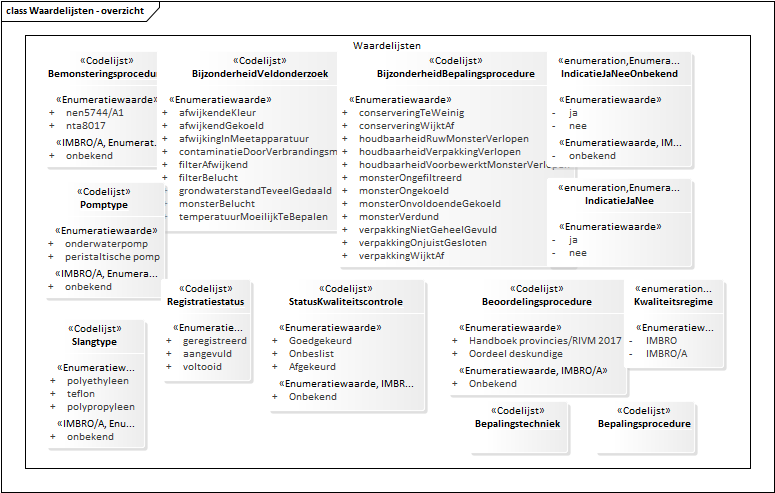 class Waardelijsten - overzicht
Waardelijsten
«Codelijst»
Bemonsteringsprocedur
«Enumeratiewaarde»
+ nen5744/A1
+ nta8017
«IMBRO/A, Enumerat
+ onbekend
«Codelijst»
BijzonderheidVeldonderzoek
«Enumeratiewaarde»
+ afwijkendeKleur
+ afwijkendGekoeld
+ afwijkingInMeetapparatuur
+ contaminatieDoorVerbrandingsm
+ filterAfwijkend
+ filterBelucht
+ grondwaterstandTeveelGedaald
+ monsterBelucht
+ temperatuurMoeilijkTeBepalen
«Codelijst»
BijzonderheidBepalingsprocedure
«Enumeratiewaarde»
+ conserveringTeWeinig
+ conserveringWijktAf
+ houdbaarheidRuwMonsterVerlopen
+ houdbaarheidVerpakkingVerlopen
+ houdbaarheidVoorbewerktMonsterVerlopen
+ monsterOngefiltreerd
+ monsterOngekoeld
+ monsterOnvoldoendeGekoeld
+ monsterVerdund
+ verpakkingNietGeheelGevuld
+ verpakkingOnjuistGesloten
+ verpakkingWijktAf
«enumeration,Enumera...
IndicatieJaNeeOnbekend
«Enumeratiewaarde»
- ja
- nee
«Enumeratiewaarde, IM...
- onbekend
«enumeration,Enumera...
IndicatieJaNee
«Enumeratiewaarde»
- ja
- nee
«Codelijst»
Pomptype
«Enumeratiewaarde»
+ onderwaterpomp
+ peristaltische pomp
«IMBRO/A, Enumera...
+ onbekend
«Codelijst»
Registratiestatus
«Enumeratie...
+ geregistreerd
+ aangevuld
+ voltooid
«Codelijst»
StatusKwaliteitscontrole
«Enumeratiewaarde»
+ Goedgekeurd
+ Onbeslist
+ Afgekeurd
«Enumeratiewaarde, IMBR...
+ Onbekend
«Codelijst»
Beoordelingsprocedure
«Enumeratiewaarde»
+ Handboek provincies/RIVM 2017
+ Oordeel deskundige
«Enumeratiewaarde, IMBRO/A»
+ Onbekend
«enumeration...
Kwaliteitsregime
«Enumeratiew...
- IMBRO
- IMBRO/A
«Codelijst»
Slangtype
«Enumeratiew...
+ polyethyleen
+ teflon
+ polypropyleen
«IMBRO/A, Enu...
+ onbekend
«Codelijst»
Bepalingstechniek
«Codelijst»
Bepalingsprocedure